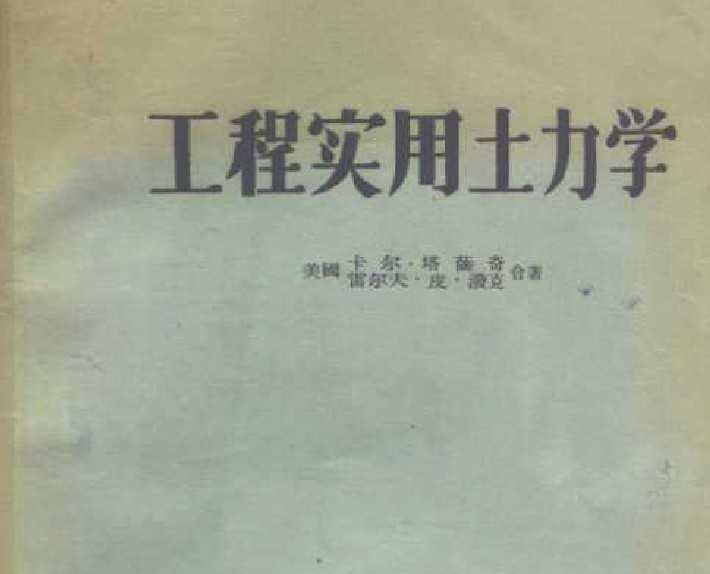 工程实用土力学
美國 卡尔·塔薩奇 合著
雷尔夫·皮·潑克